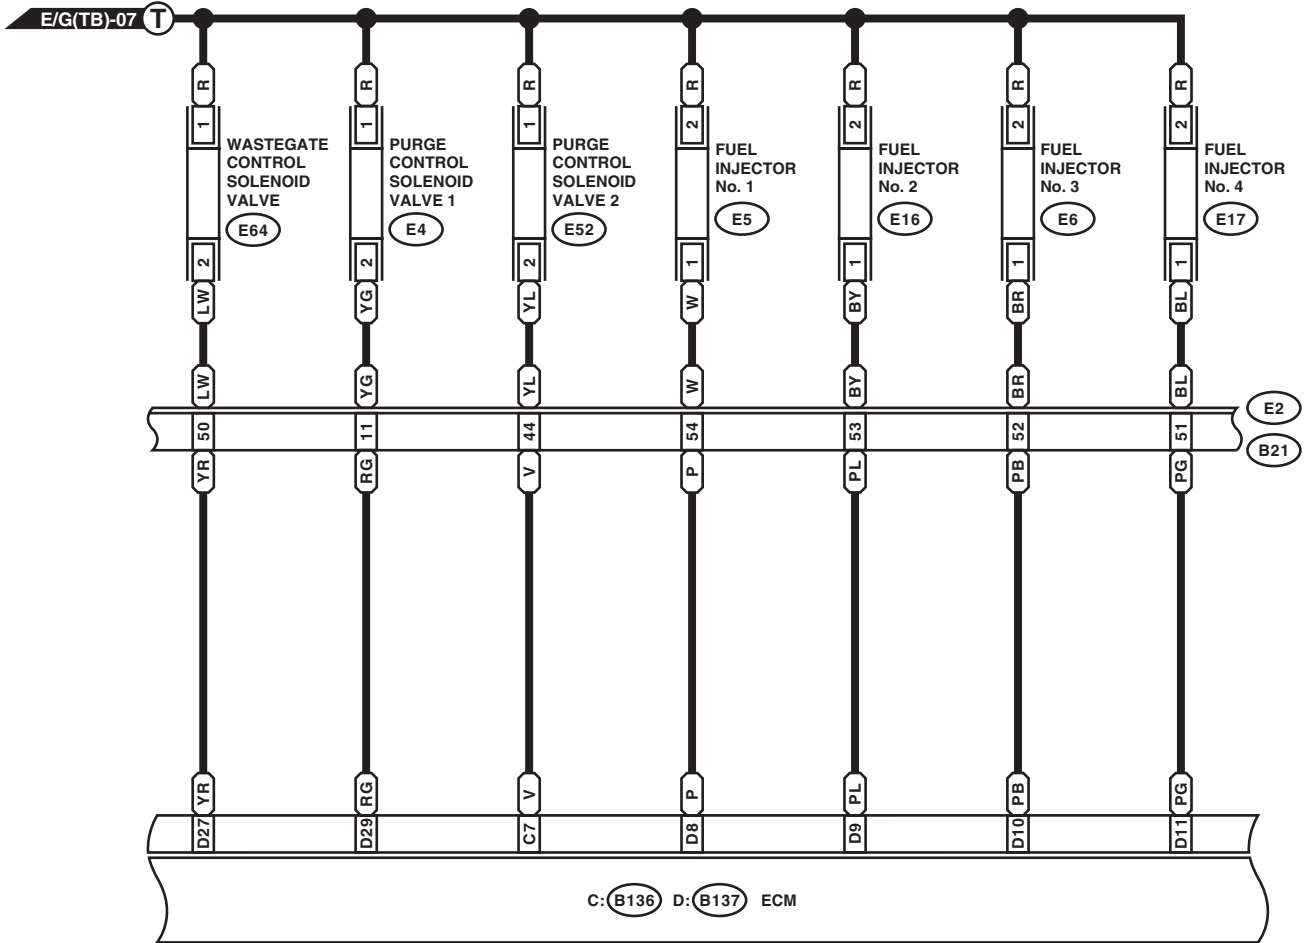 E/G(TB)-07 T
R R R R R R R
1 1 1 2 2 2 2
WASTEGATE
CONTROL
SOLENOID
VALVE
E64
PURGE
CONTROL
SOLENOID
VALVE 1
E4
PURGE
CONTROL
SOLENOID
VALVE 2
E52
FUEL
INJECTOR
No. 1
E5
FUEL
INJECTOR
No. 2
E16
FUEL
INJECTOR
No. 3
E6
FUEL
INJECTOR
No. 4
E17
2 2 2 1 1 1 1
LW YG YL W BY BR BL
LW YG YL W BY BR BL
E2
50 11 44 54 53 52 51
B21
YR RG V P PL PB PG
YR RG V P PL PB PG
D27 D29 C7 D8 D9 D10 D11
C: B136 D: B137 ECM